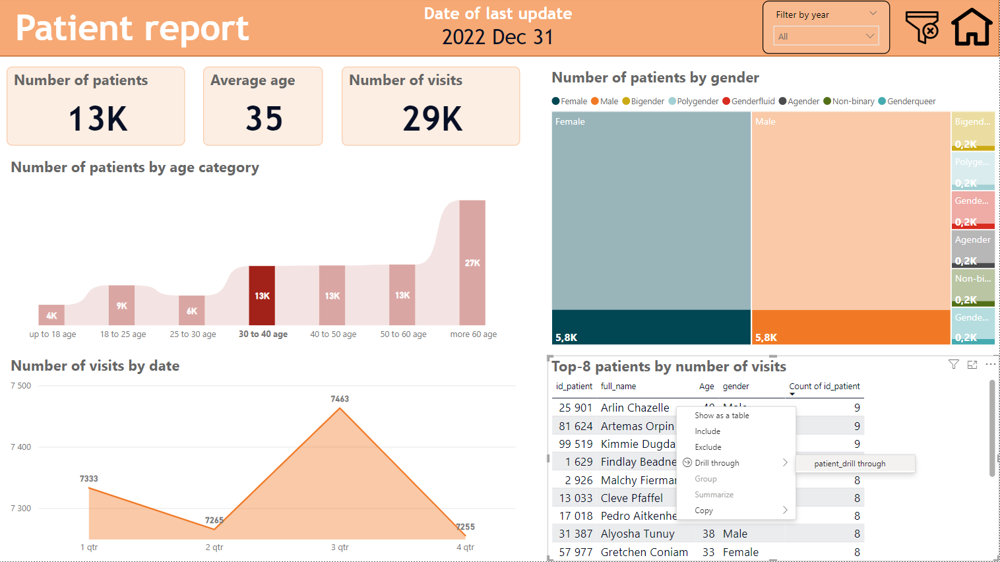 Patient report
Date of last update
2022 Dec 31
Filter by year
All
Number of patients
13K
Average age
35
Number of visits
29K
Number of patients by age category
4K
9K
6K
13K
13K
13K
27K
up to 18 age
18 to 25 age
25 to 30 age
30 to 40 age
40 to 50 age
50 to 60 age
more 60 age
Number of visits by date
7 500
7 400
7 300
7333
7265
7463
7255
1 qtr
2 qtr
3 qtr
4 qtr
Number of patients by gender
Female Male Bigender Polygender Genderfluid Agender Non-binary Genderqueer
Female
5,8K
Male
5,8K
Bigend...
0,2K
Polyge...
0,2K
Gende...
0,2K
Agender
0,2K
Non-bi...
0,2K
Gende...
0,2K
Top-8 patients by number of visits
id_patient full_name Age gender Count of id_patient
25 901 Arlin Chazelle 9
81 624 Artemas Orpin 9
99 519 Kimmie Dugda 9
1 629 Findlay Beadne
2 926 Malchy Fierma 8
13 033 Cleve Pfaffel 8
17 018 Pedro Aitkenhe 8
31 387 Alyosha Tunuy 38 Male 8
57 977 Gretchen Coniam 33 Female 8
Show as a table
Include
Exclude
Drill through
patient_drill through
Group
Summarize
Copy